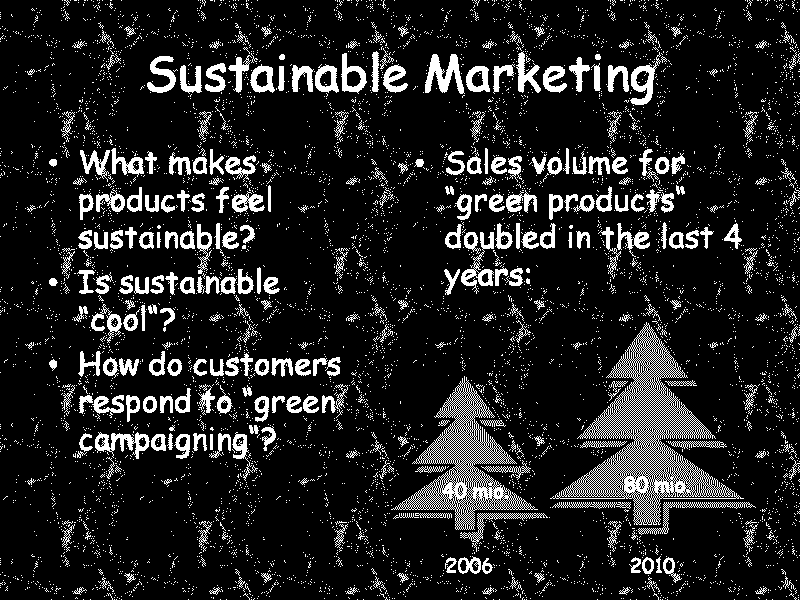 Sustainable Marketing
• What makes
products feel
sustainable?
• Is sustainable
“cool“?
• How do customers
respond to “green
campaigning“?
• Sales volume for
“green products“
doubled in the last 4
years:
40 mio.
80 mio.
2006
2010